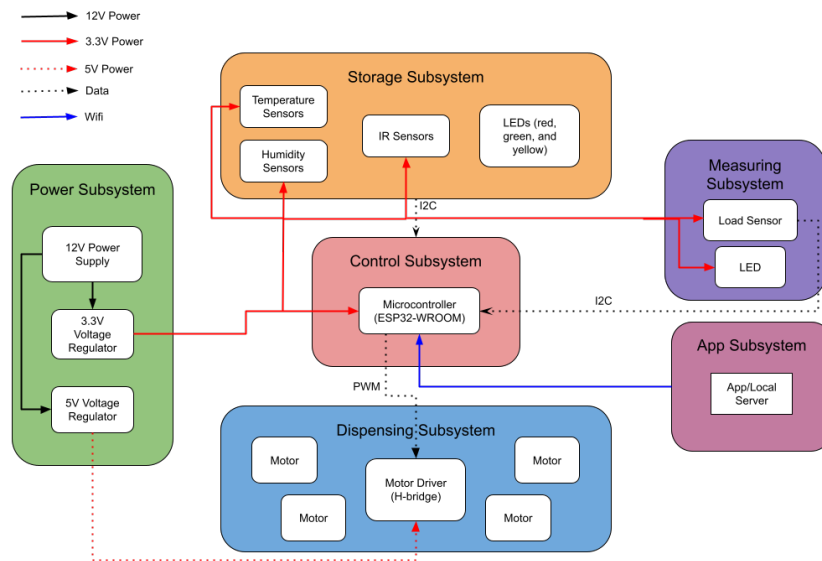 12V Power
3.3V Power
5V Power
Data
Wifi
Storage Subsystem
Temperature
Sensors
Humidity
Sensors
IR Sensors
LEDs (red,
green, and
yellow)
Measuring
Subsystem
Load Sensor
LED
Power Subsystem
12V Power
Supply
3.3V
Voltage
Regulator
5V Voltage
Regulator
I2C
Control Subsystem
Microcontroller
(ESP32-WROOM)
I2C
App Subsystem
App/Local
Server
PWM
Dispensing Subsystem
Motor
Motor
Motor Driver
(H-bridge)
Motor
Motor